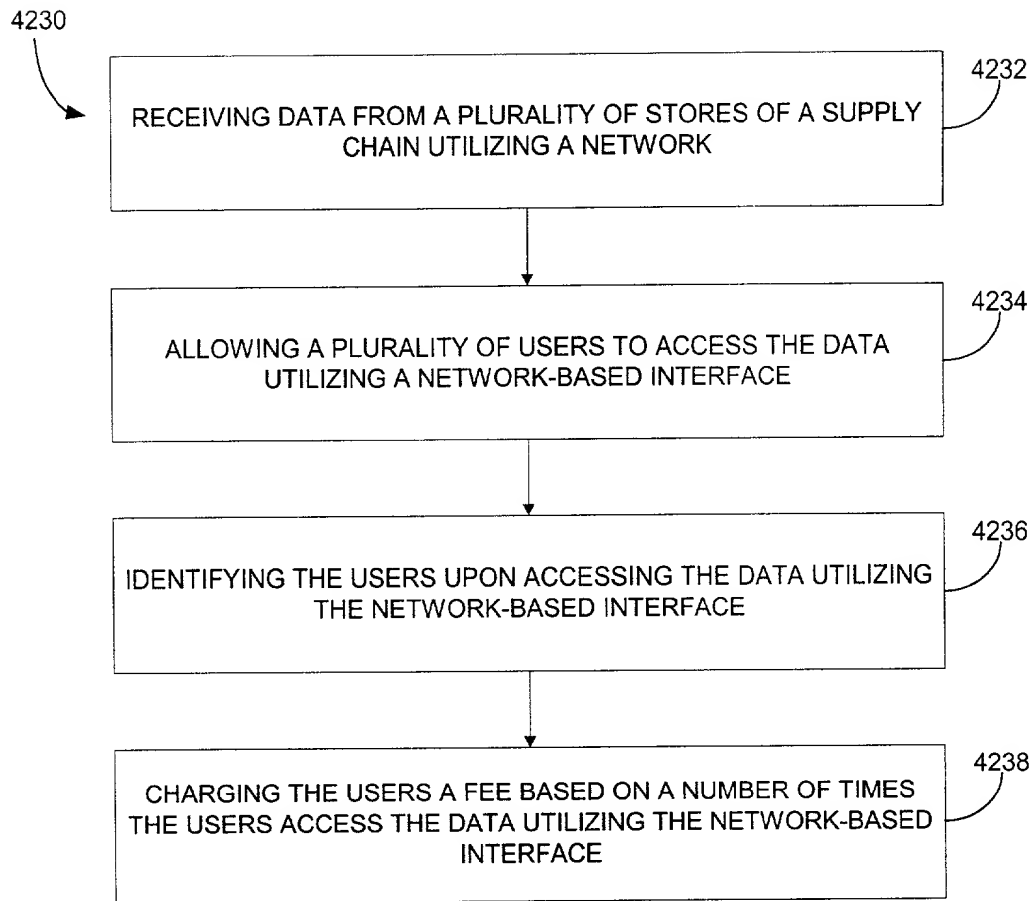 4230
4232
RECEIVING DATA FROM A PLURALITY OF STORES OF A SUPPLY
CHAIN UTILIZING A NETWORK
4234
ALLOWING A PLURALITY OF USERS TO ACCESS THE DATA
UTILIZING A NETWORK-BASED INTERFACE
4236
IDENTIFYING THE USERS UPON ACCESSING THE DATA UTILIZING
THE NETWORK-BASED INTERFACE
4238
CHARGING THE USERS A FEE BASED ON A NUMBER OF TIMES
THE USERS ACCESS THE DATA UTILIZING THE NETWORK-BASED
INTERFACE